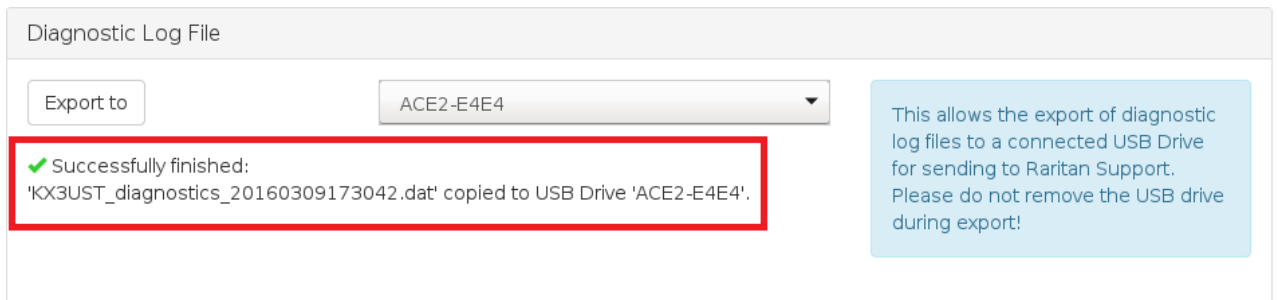 Diagnostic Log File
Export to
ACE2-E4E4
Successfully finished:
'KX3UST_diagnostics_20160309173042.dat' copied to USB Drive 'ACE2-E4E4'.
This allows the export of diagnostic
log files to a connected USB Drive
for sending to Raritan Support.
Please do not remove the USB drive
during export!